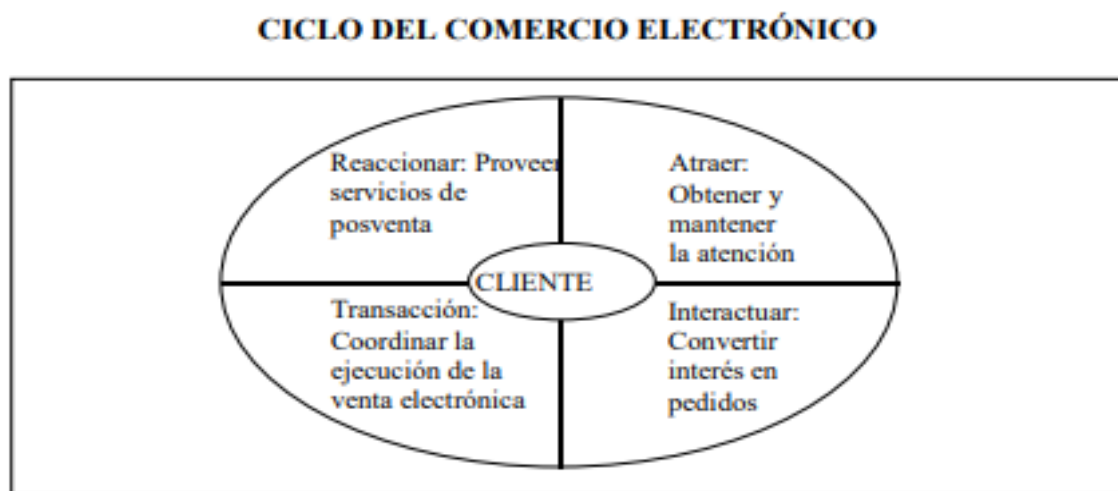 CICLO DEL COMERCIO ELECTRÓNICO
Reaccionar: Proveer
servicios de
posventa
Atraer:
Obtener y
mantener
la atención
CLIENTE
Transacción:
Coordinar la
ejecución de la
venta electrónica
Interactuar:
Convertir
interés en
pedidos